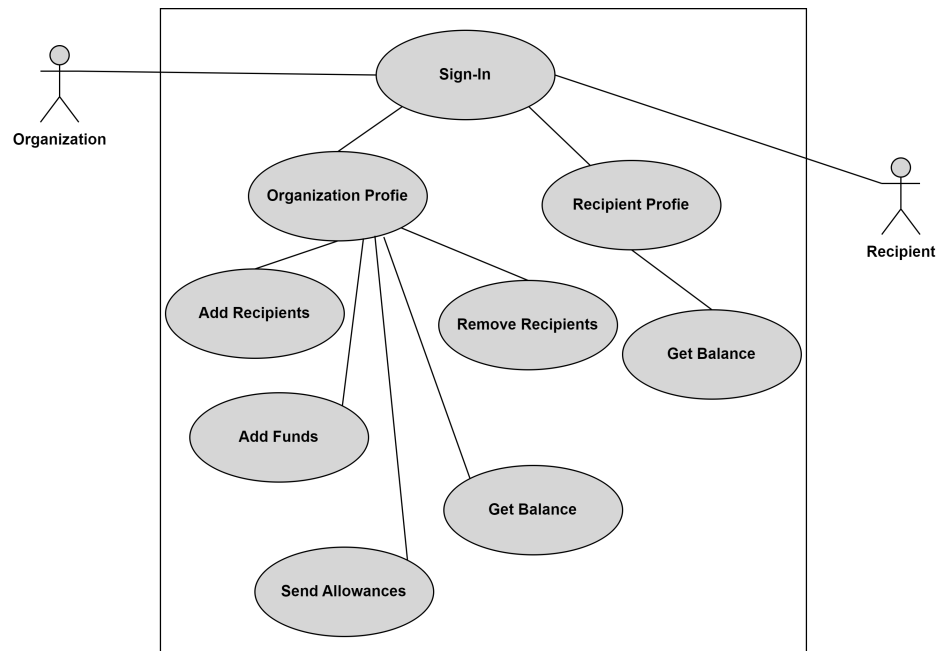 Sign-In
Organization
Organization Profie
Recipient Profie
Recipient
Add Recipients
Remove Recipients
Get Balance
Add Funds
Get Balance
Send Allowances